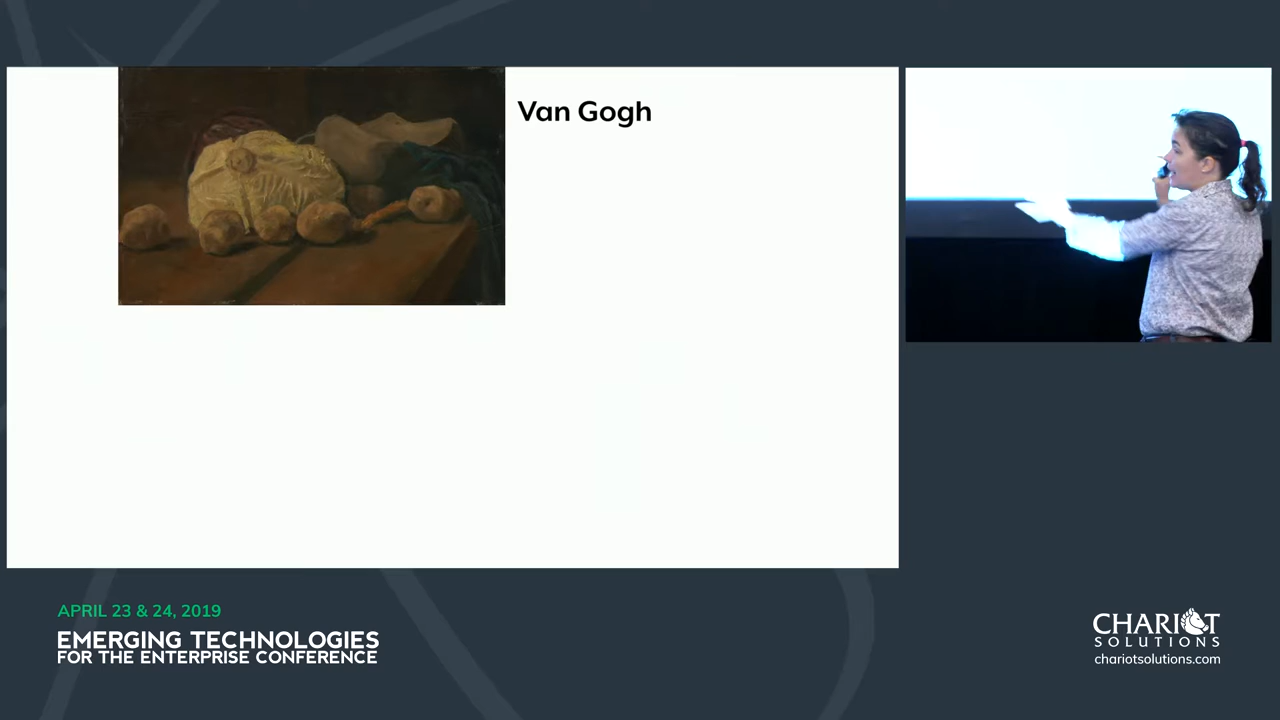 Van Gogh
APRIL 23 & 24, 2019
EMERGING TECHNOLOGIES
FOR THE ENTERPRISE CONFERENCE
CHARIOT
SOLUTIONS
chariotsolutions.com